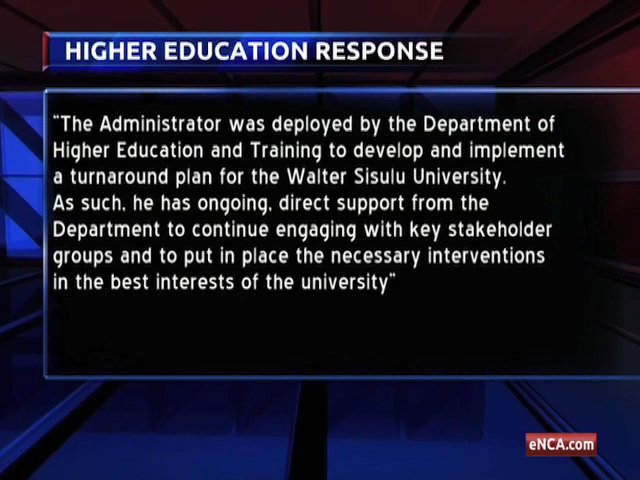 HIGHER EDUCATION RESPONSE
"The Administrator was deployed by the Department of
Higher Education and Training to develop and implement
a turnaround plan for the Walter Sisulu University.
As such, he has ongoing, direct support from the
Department to continue engaging with key stakeholder
groups and to put in place the necessary interventions
in the best interests of the university"
eNCA.com